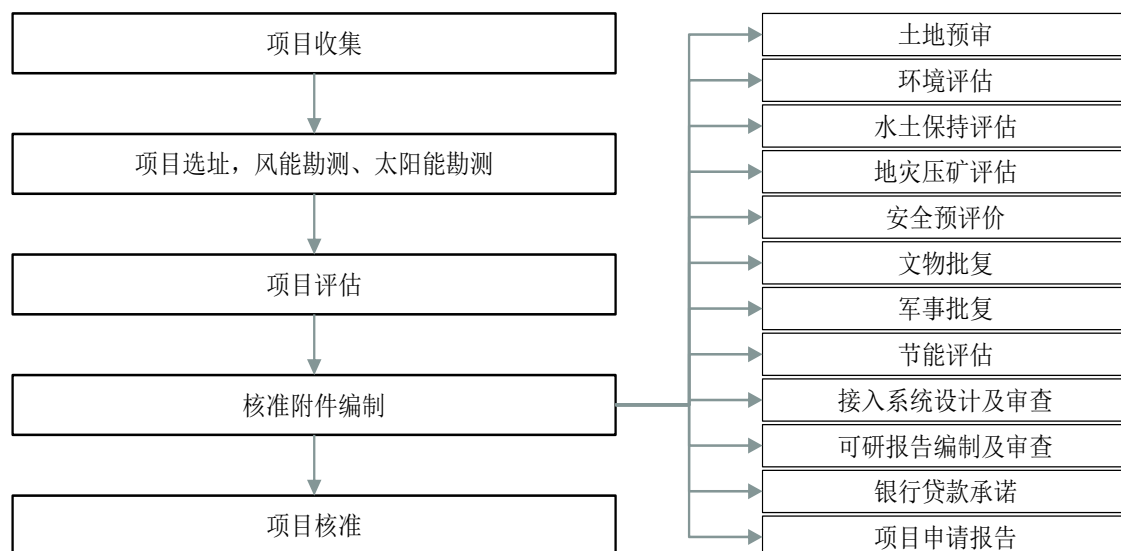 项目收集
项目选址，风能勘测、太阳能勘测
项目评估
核准附件编制
项目核准
土地预审
环境评估
水土保持评估
地灾压矿评估
安全预评价
文物批复
军事批复
节能评估
接入系统设计及审查
可研报告编制及审查
银行贷款承诺
项目申请报告